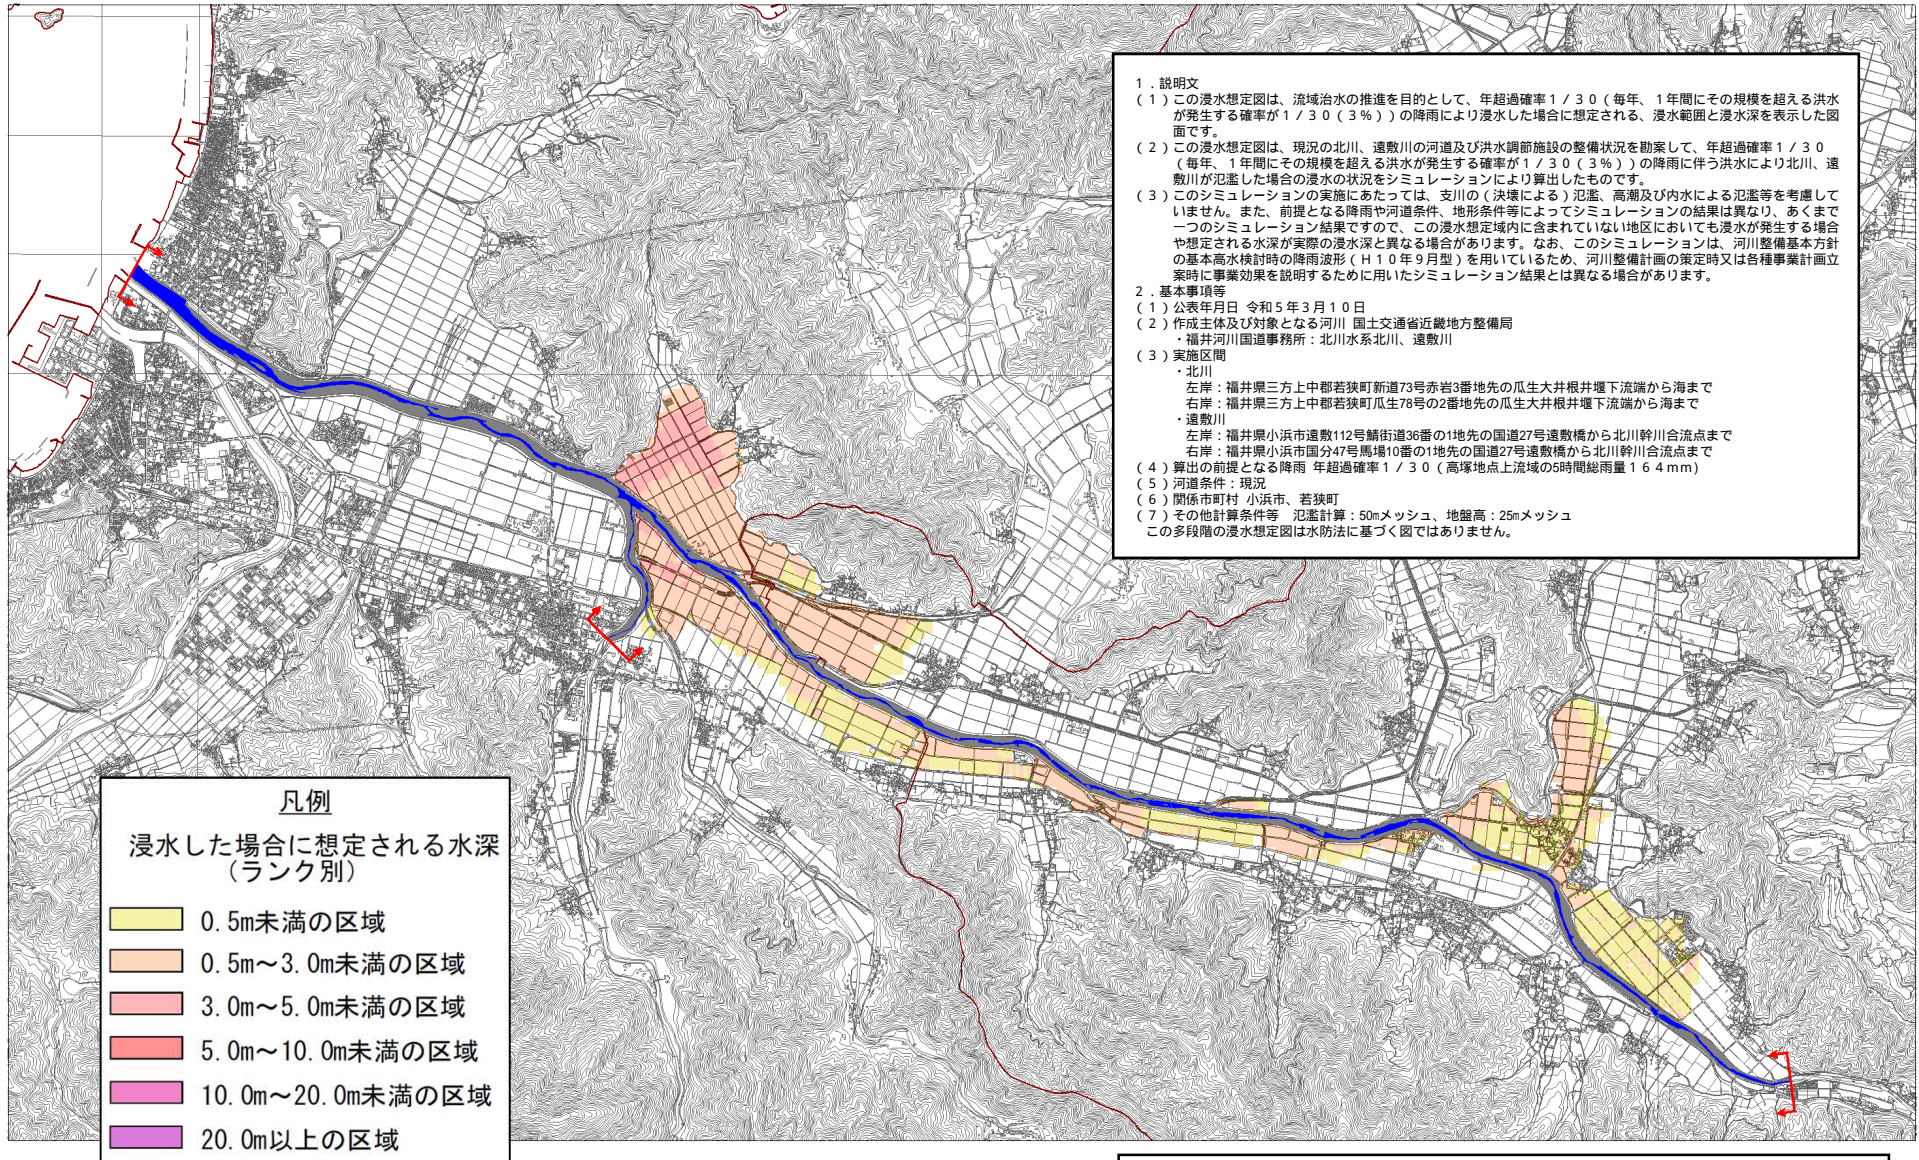 1．説明文
(1)この浸水想定図は、流域治水の推進を目的として、年超過確率1/30(毎年、1年間にその規模を超える洪水
が発生する確率が1/30(3%))の降雨により浸水した場合に想定される、浸水範囲と浸水深を表示した図
面です。
(2)この浸水想定図は、現況の北川、遠敷川の河道及び洪水調節施設の整備状況を勘案して、年超過確率1/30
(毎年、1年間にその規模を超える洪水が発生する確率が1/30(3%))の降雨に伴う洪水により北川、遠
敷川が氾濫した場合の浸水の状況をシミュレーションにより算出したものです。
(3)このシミュレーションの実施にあたっては、支川の(決壊による)氾濫、高潮及び内水による氾濫等を考慮して
いません。また、前提となる降雨や河道条件、地形条件等によってシミュレーションの結果は異なり、あくまで
一つのシミュレーション結果ですので、この浸水想定域内に含まれていない地区においても浸水が発生する場合
や想定される水深が実際の浸水深と異なる場合があります。なお、このシミュレーションは、河川整備基本方針
の基本高水検討時の降雨波形(H10年9月型)を用いているため、河川整備計画の策定時又は各種事業計画立
案時に事業効果を説明するために用いたシミュレーション結果とは異なる場合があります。
2．基本事項等
(1)公表年月日 令和5年3月10日
(2)作成主体及び対象となる河川 国土交通省近畿地方整備局
・福井河川国道事務所：北川水系北川、遠敷川
(3)実施区間
・北川
左岸：福井県三方上中郡若狭町新道73号赤岩3番地先の瓜生大井根井堰下流端から海まで
右岸：福井県三方上中郡若狭町瓜生78号の2番地先の瓜生大井根井堰下流端から海まで
・遠敷川
左岸：福井県小浜市遠敷112号鯖街道36番の1地先の国道27号遠敷橋から北川幹川合流点まで
右岸：福井県小浜市国分47号馬場10番の1地先の国道27号遠敷橋から北川幹川合流点まで
(4)算出の前提となる降雨 年超過確率1/30(高塚地点上流域の5時間総雨量164mm)
(5)河道条件：現況
(6)関係市町村 小浜市、若狭町
(7)その他計算条件等 氾濫計算：50mメッシュ、地盤高：25mメッシュ
この多段階の浸水想定図は水防法に基づく図ではありません。
凡例
浸水した場合に想定される水深
(ランク別)
0.5m未満の区域
0.5m～3.0m未満の区域
3.0m～5.0m未満の区域
5.0m～10.0m未満の区域
10.0m～20.0m未満の区域
20.0m以上の区域